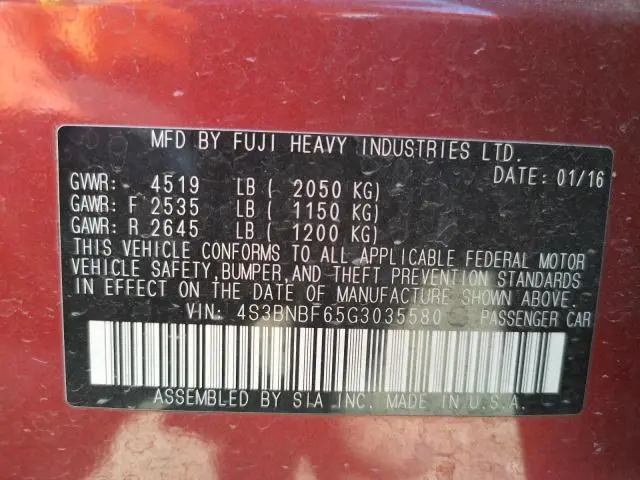 MFD BY FUJI HEAVY INDUSTRIES LTD.
DATE: 01/16
GVWR: 4519 LB ( 2050 KG)
GAWR: F 2535 LB ( 1150 KG)
GAWR: R 2645 LB ( 1200 KG)
THIS VEHICLE CONFORMS TO ALL APPLICABLE FEDERAL MOTOR
VEHICLE SAFETY,BUMPER,AND THEFT PREVENTION STANDARDS
IN EFFECT ON THE DATE OF MANUFACTURE SHOWN ABOVE.
VIN: 4S3BNBF65G3035580 PASSENGER CAR
ASSEMBLED BY SIA INC. MADE IN U.S.A.